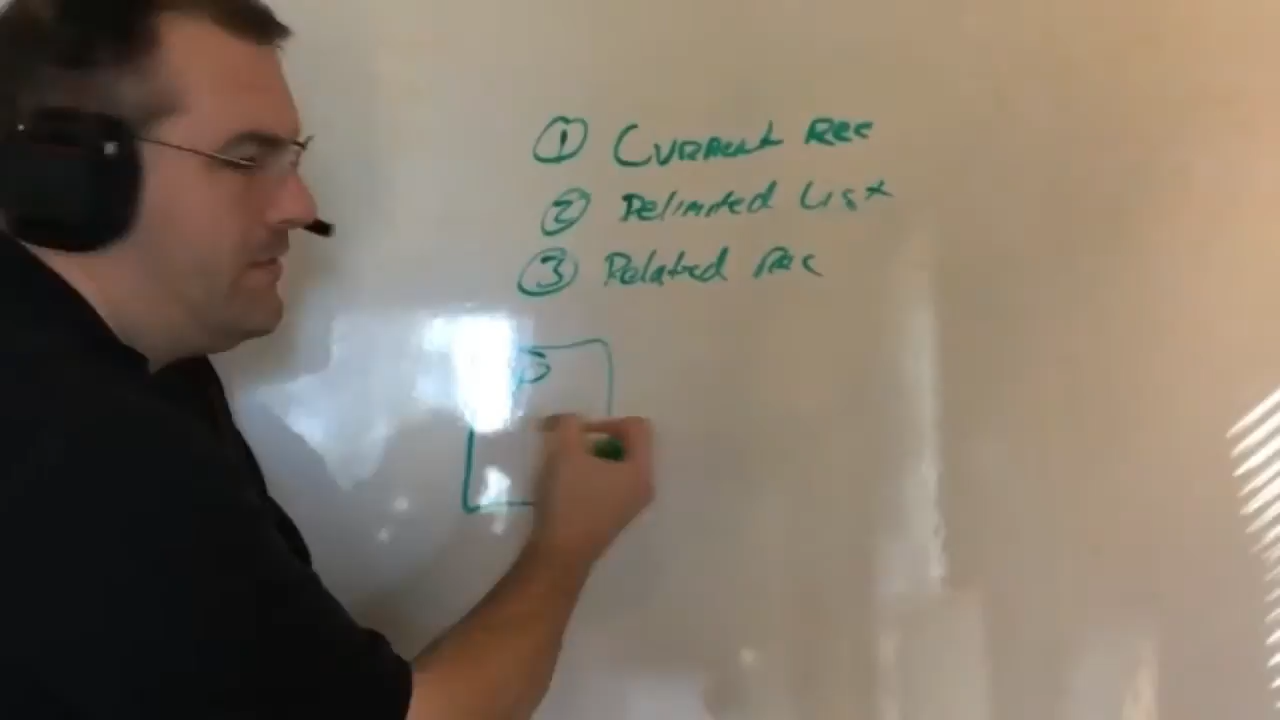 ① Current Rec
② Delimited List
③ Related Rec
P